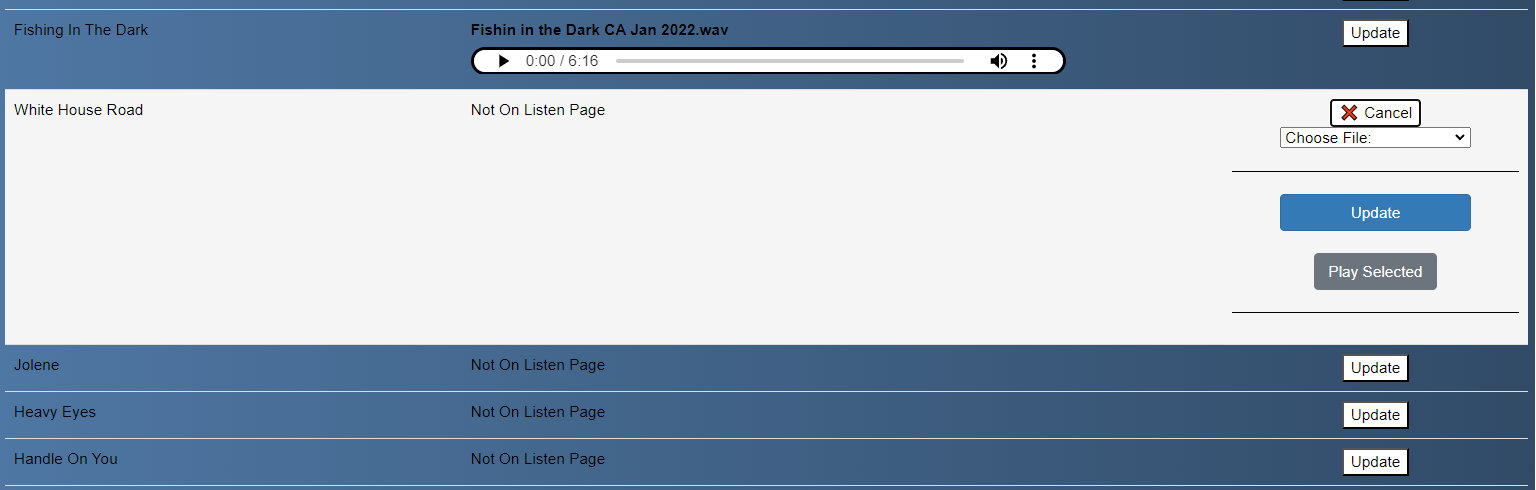 Fishing In The Dark
Fishin in the Dark CA Jan 2022.wav
Update
0:00 / 6:16
White House Road
Not On Listen Page
❌ Cancel
Choose File:
Update
Play Selected
Jolene
Not On Listen Page
Update
Heavy Eyes
Not On Listen Page
Update
Handle On You
Not On Listen Page
Update